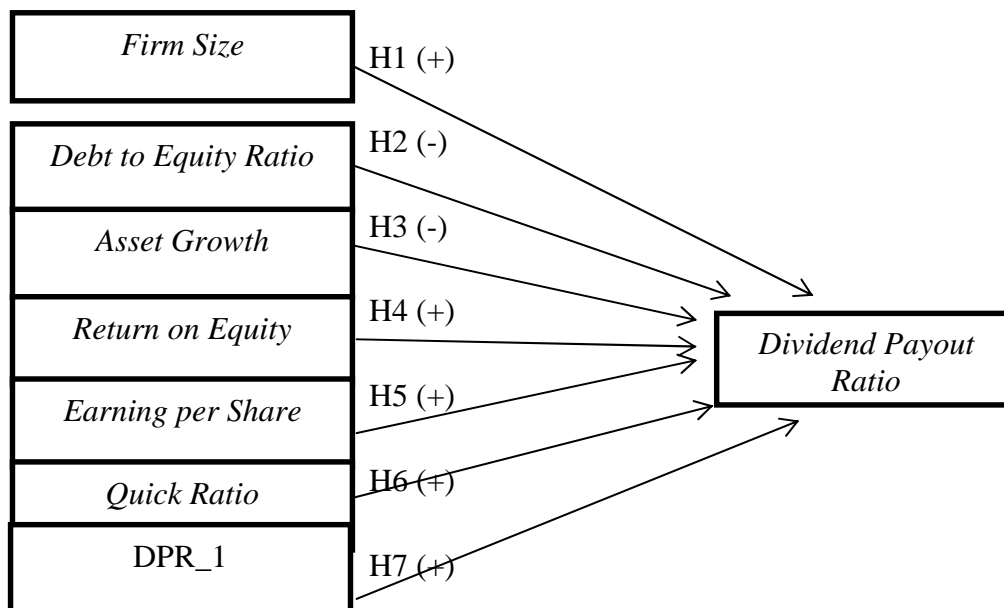 Firm Size
H1 (+)
Debt to Equity Ratio
H2 (-)
Asset Growth
H3 (-)
Return on Equity
H4 (+)
Earning per Share
H5 (+)
Quick Ratio
H6 (+)
DPR_1
H7 (+)
Dividend Payout
Ratio